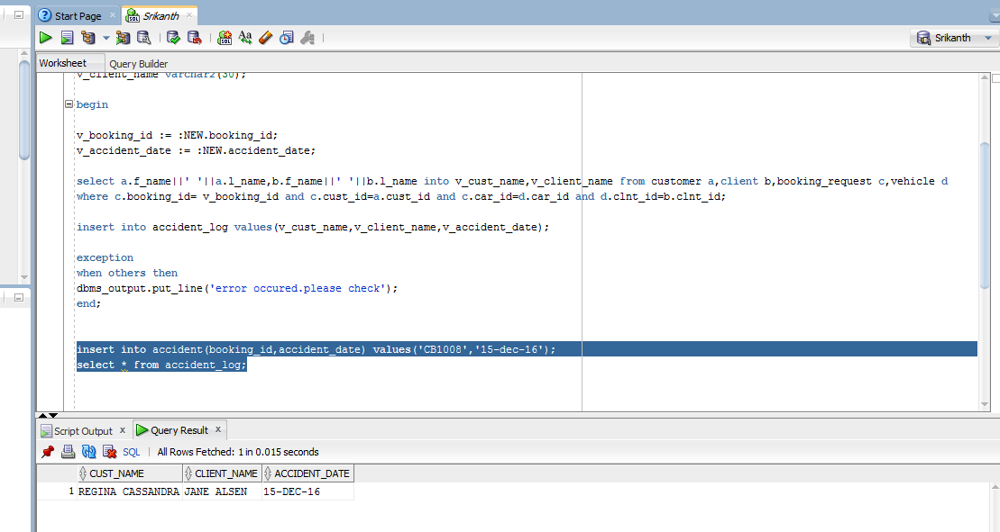 Start Page
Srikanth
Aa
Srikanth
Worksheet
Query Builder
v_client_name varchar2(30);
begin
v_booking_id := :NEW.booking_id;
v_accident_date := :NEW.accident_date;
select a.f_name||' '||a.l_name,b.f_name||' '||b.l_name into v_cust_name,v_client_name from customer a,client b,booking_request c,vehicle d
where c.booking_id= v_booking_id and c.cust_id=a.cust_id and c.car_id=d.car_id and d.clnt_id=b.clnt_id;
insert into accident_log values(v_cust_name,v_client_name,v_accident_date);
exception
when others then
dbms_output.put_line('error occured.please check');
end;
insert into accident(booking_id,accident_date) values('CB1008','15-dec-16');
select * from accident_log;
Script Output x
Query Result x
SQL | All Rows Fetched: 1 in 0.015 seconds
CUST_NAME CLIENT_NAME ACCIDENT_DATE
1 REGINA CASSANDRA JANE ALSEN 15-DEC-16